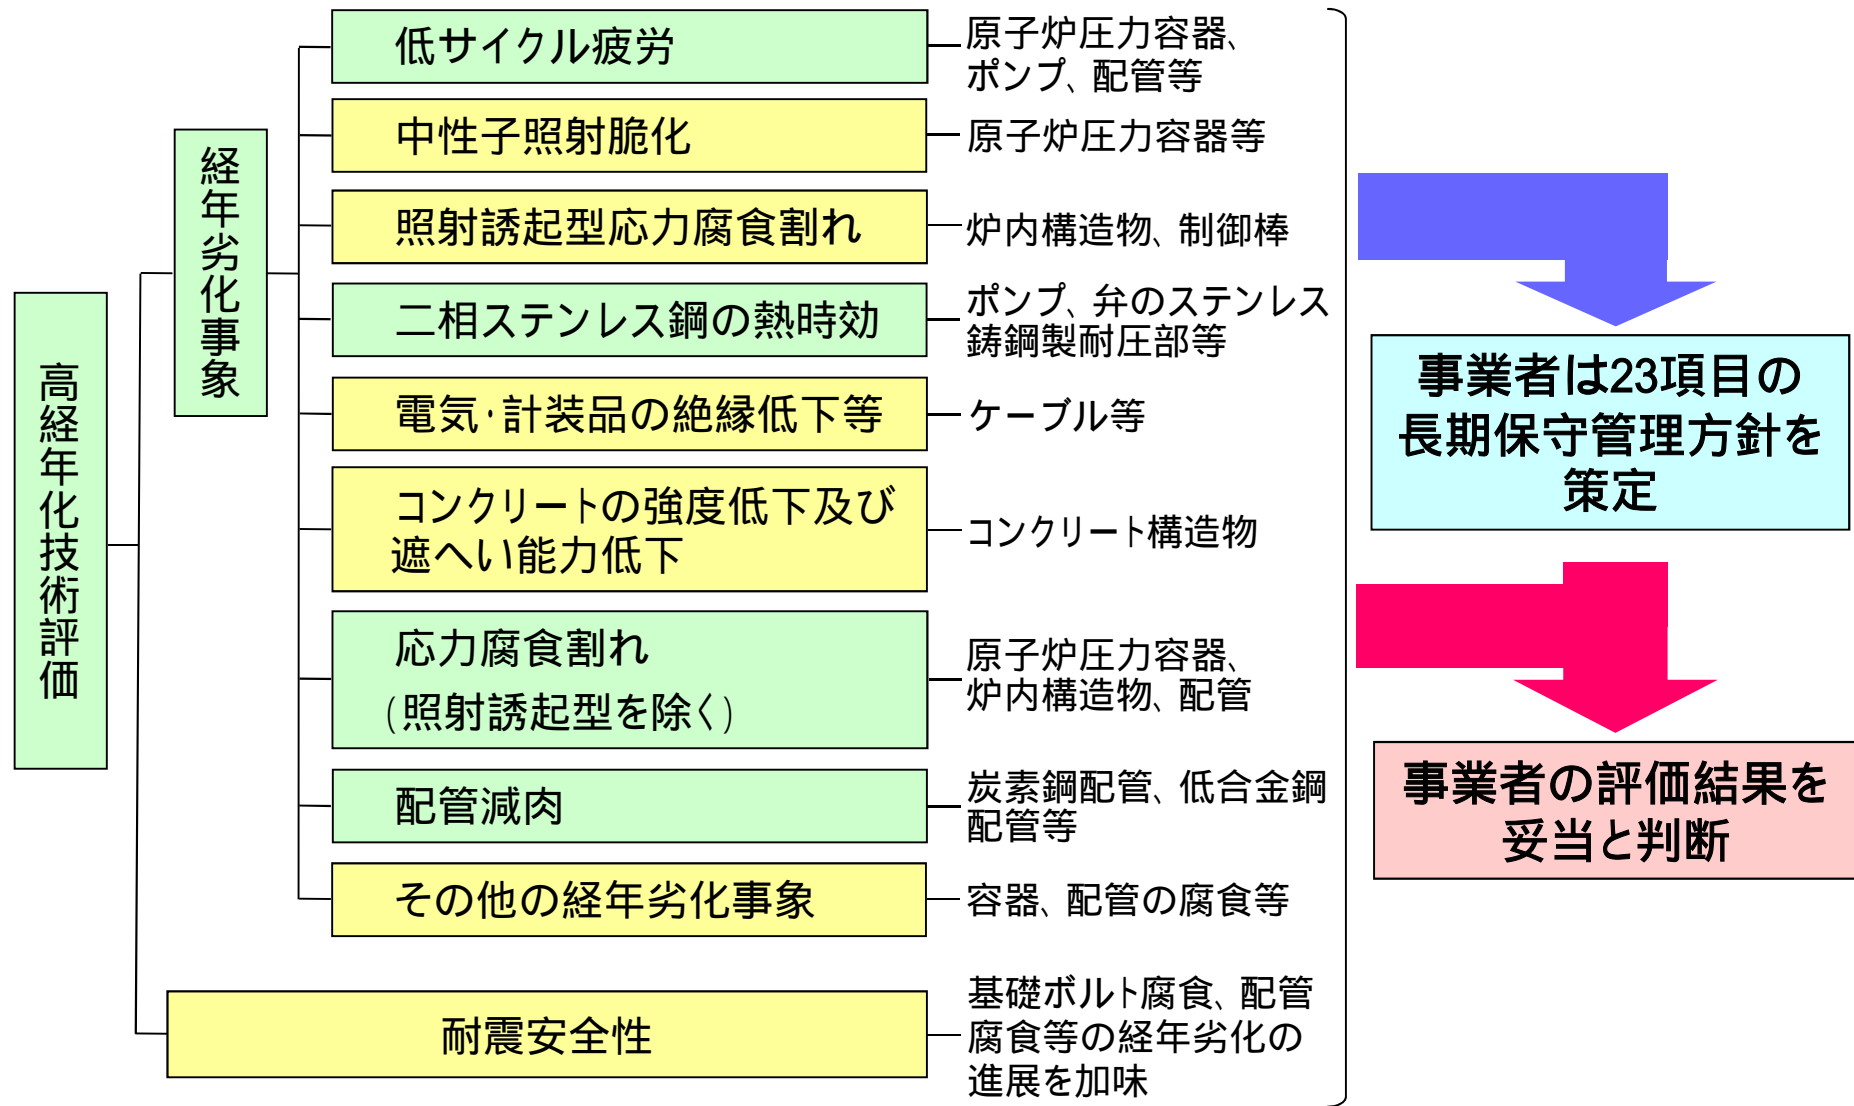 高経年化技術評価
経年劣化事象
低サイクル疲労
原子炉圧力容器、
ポンプ、配管等
中性子照射脆化
原子炉圧力容器等
照射誘起型応力腐食割れ
炉内構造物、制御棒
二相ステンレス鋼の熱時効
ポンプ、弁のステンレス
鋳鋼製耐圧部等
電気・計装品の絶縁低下等
ケーブル等
コンクリートの強度低下及び
遮へい能力低下
コンクリート構造物
応力腐食割れ
(照射誘起型を除く)
原子炉圧力容器、
炉内構造物、配管
配管減肉
炭素鋼配管、低合金鋼
配管等
その他の経年劣化事象
容器、配管の腐食等
耐震安全性
基礎ボルト腐食、配管
腐食等の経年劣化の
進展を加味
事業者は23項目の
長期保守管理方針を
策定
事業者の評価結果を
妥当と判断